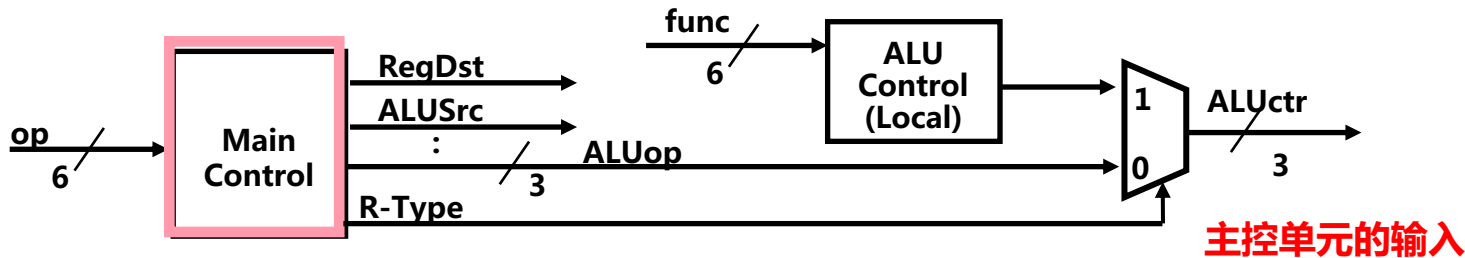 op
6
Main
Control
RegDst
ALUSrc
:
ALUop
3
R-Type
func
6
ALU
Control
(Local)
1
0
ALUctr
3
主控单元的输入